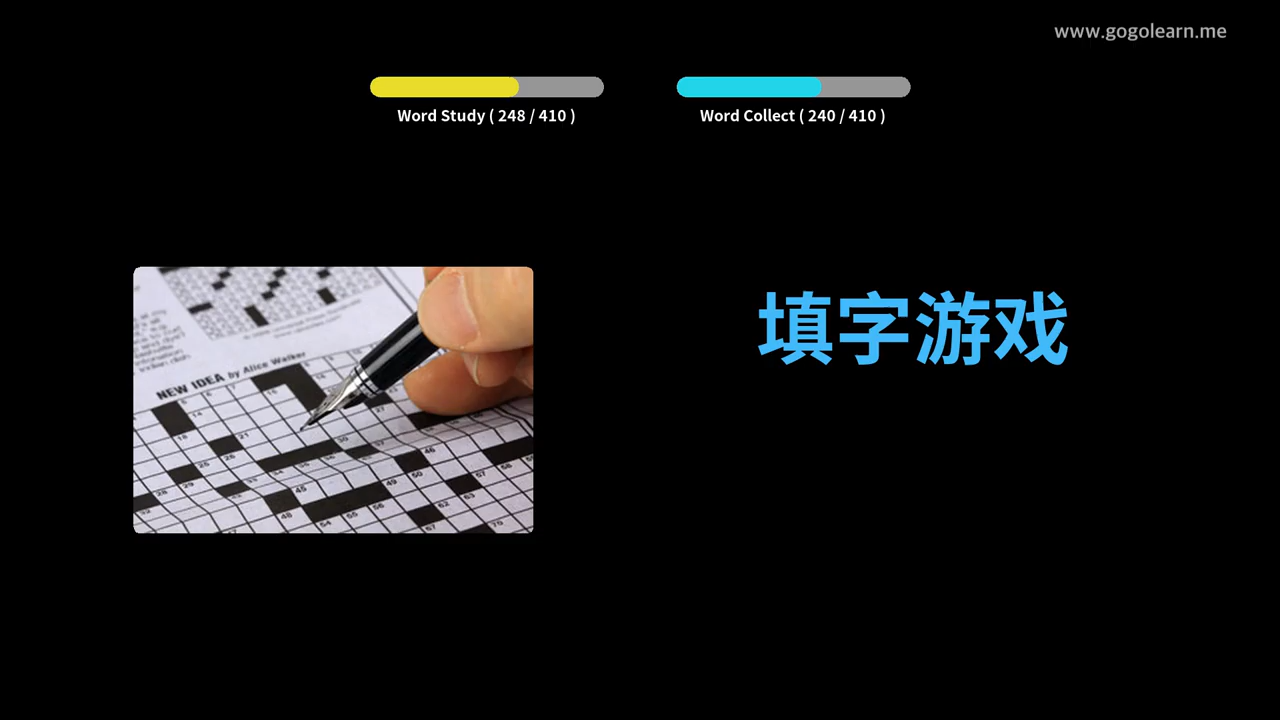 www.gogolearn.me
Word Study ( 248 / 410 )
Word Collect ( 240 / 410 )
填字游戏
NEW IDEA by Alice Walker